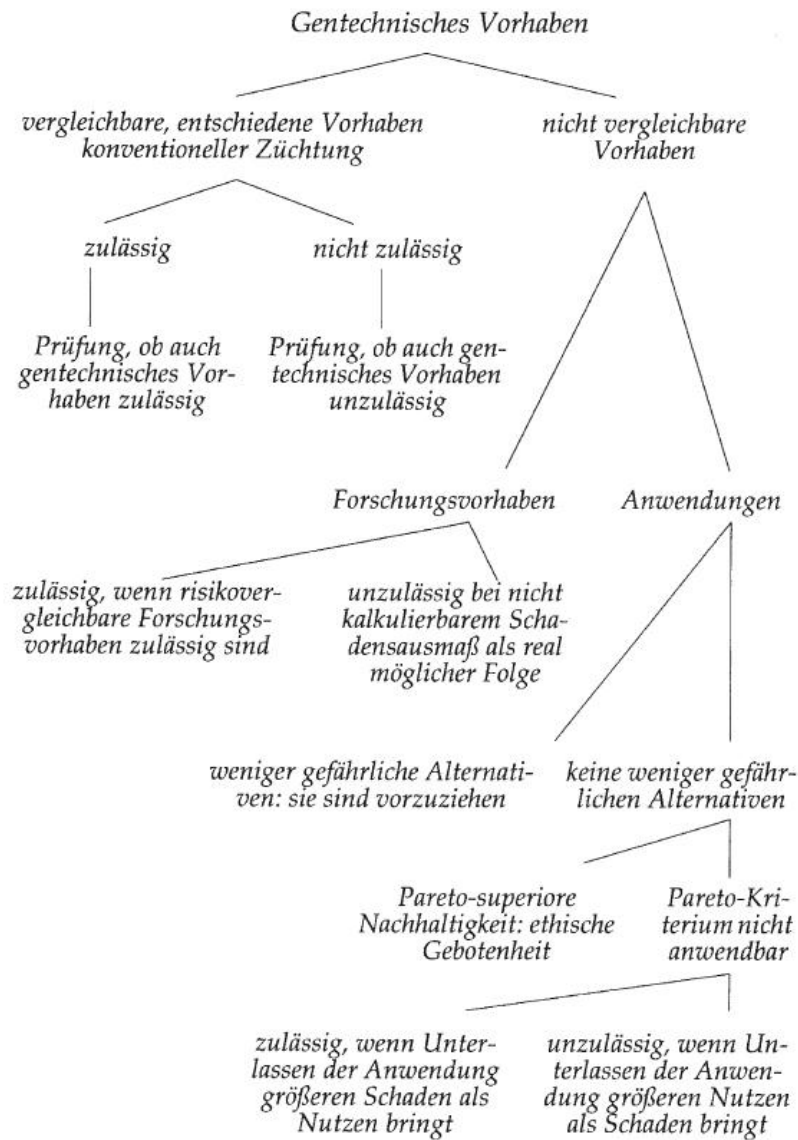 Gentechnisches Vorhaben
vergleichbare, entschiedene Vorhaben
konventioneller Züchtung
nicht vergleichbare
Vorhaben
zulässig
nicht zulässig
Prüfung, ob auch
gentechnisches Vor-
haben zulässig
Prüfung, ob auch gen-
technisches Vorhaben
unzulässig
Forschungsvorhaben
Anwendungen
zulässig, wenn risikover-
gleichbare Forschungs-
vorhaben zulässig sind
unzulässig bei nicht
kalkulierbarem Scha-
densausmaß als real
möglicher Folge
weniger gefährliche Alternati-
ven: sie sind vorzuziehen
keine weniger gefähr-
lichen Alternativen
Pareto-superiore
Nachhaltigkeit: ethische
Gebotenheit
Pareto-Kri-
terium nicht
anwendbar
zulässig, wenn Unter-
lassen der Anwendung
größeren Schaden als
Nutzen bringt
unzulässig, wenn Un-
terlassen der Anwen-
dung größeren Nutzen
als Schaden bringt